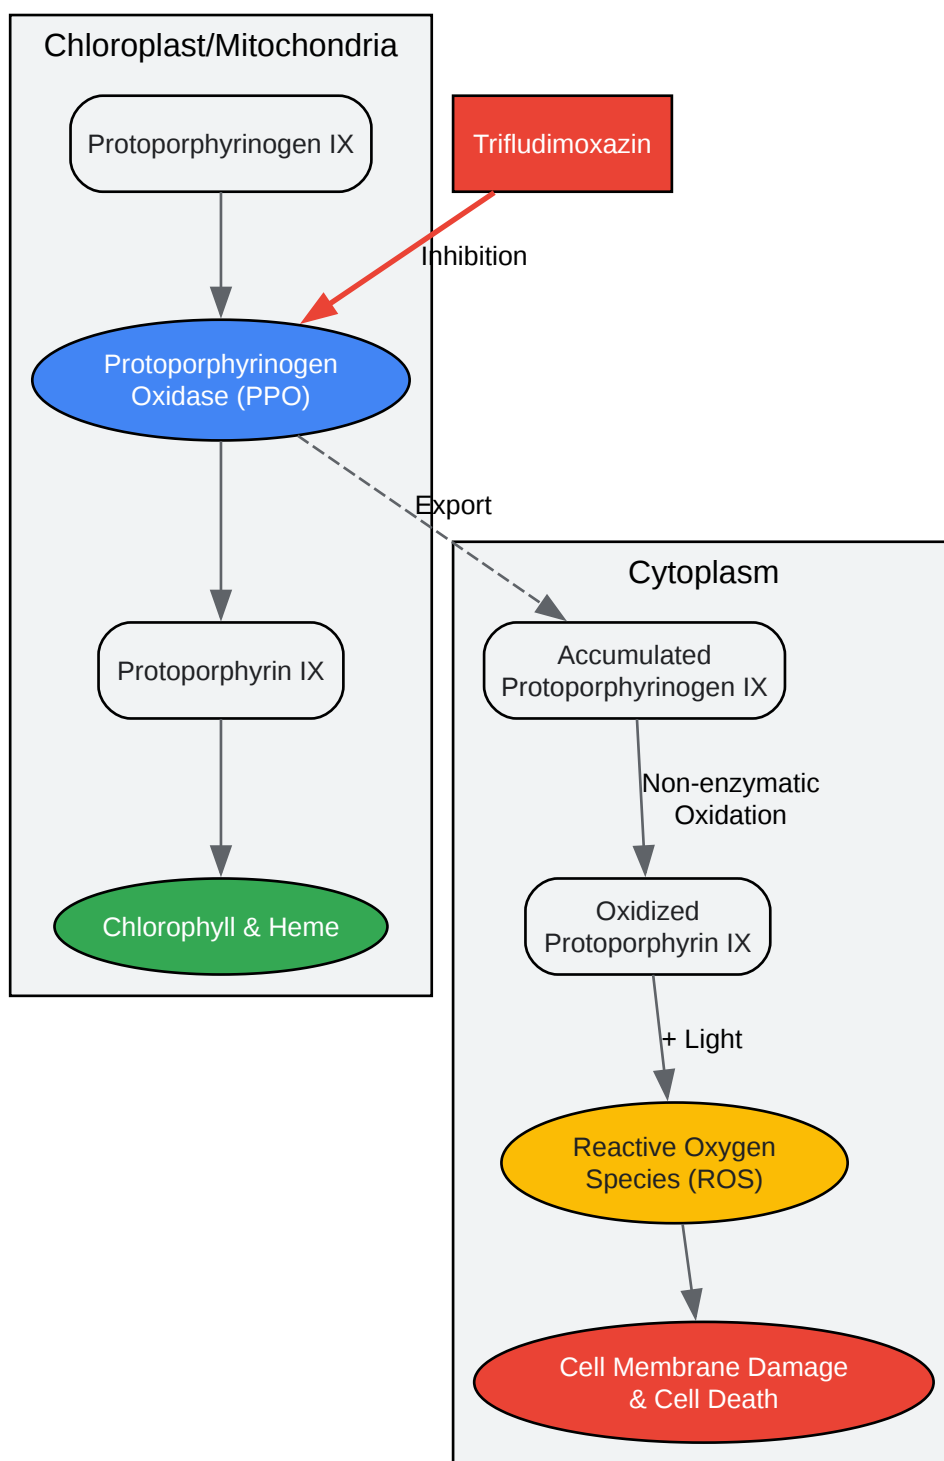 Chloroplast/Mitochondria
Protoporphyrinogen IX
Trifludimoxazin
Inhibition
Protoporphyrinogen
Oxidase (PPO)
Export
Cytoplasm
Protoporphyrin IX
Accumulated
Protoporphyrinogen IX
Non-enzymatic
Oxidation
Chlorophyll & Heme
Oxidized
Protoporphyrin IX
+ Light
Reactive Oxygen
Species (ROS)
Cell Membrane Damage
& Cell Death